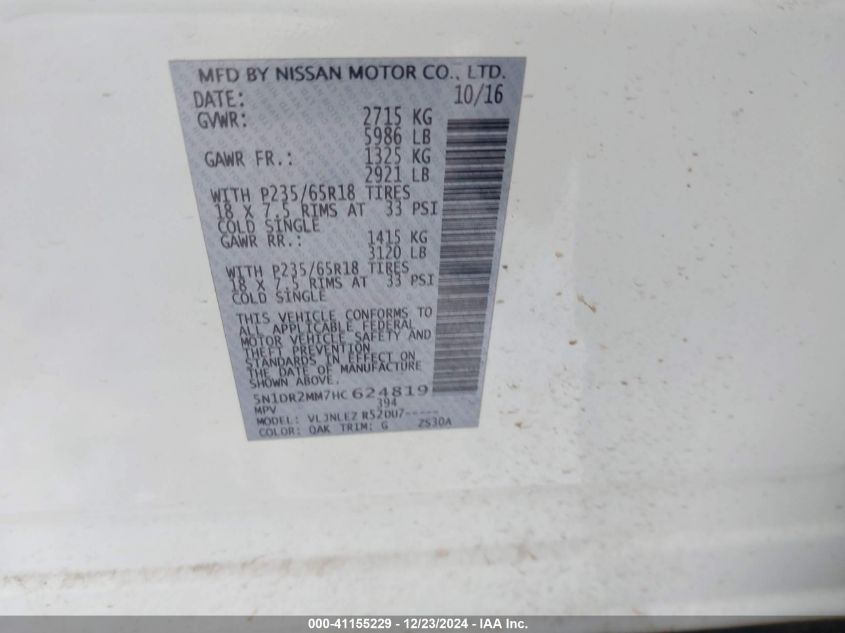 MFD BY NISSAN MOTOR CO., LTD.
DATE: 10/16
GVWR: 2715 KG
5986 LB
GAWR FR.: 1325 KG
2921 LB
WITH P235/65R18 TIRES
18 X 7.5 RIMS AT 33 PSI
COLD SINGLE
GAWR RR.: 1415 KG
3120 LB
WITH P235/65R18 TIRES
18 X 7.5 RIMS AT 33 PSI
COLD SINGLE
THIS VEHICLE CONFORMS TO
ALL APPLICABLE FEDERAL
MOTOR VEHICLE SAFETY AND
THEFT PREVENTION
STANDARDS IN EFFECT ON
THE DATE OF MANUFACTURE
SHOWN ABOVE.
5N1DR2MM7HC624819
MPV 394
MODEL: VLJNLEZ R52DU7-----
COLOR: QAK TRIM: G ZS30A
000-41155229 - 12/23/2024 - IAA Inc.